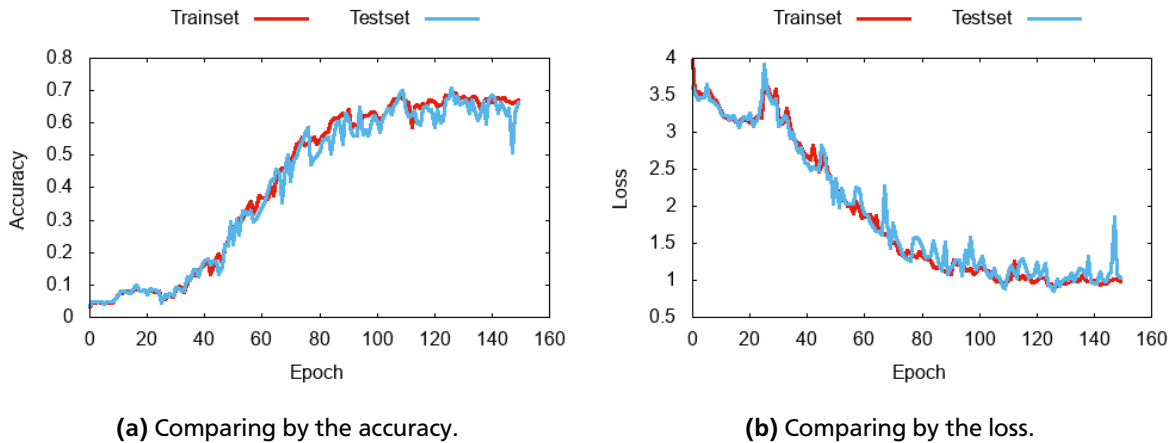 Trainset Testset
0.8
0.7
0.6
0.5
0.4
0.3
0.2
0.1
0
Accuracy
0 20 40 60 80 100 120 140 160
Epoch
(a) Comparing by the accuracy.
Trainset Testset
4
3.5
3
2.5
2
1.5
1
0.5
Loss
0 20 40 60 80 100 120 140 160
Epoch
(b) Comparing by the loss.